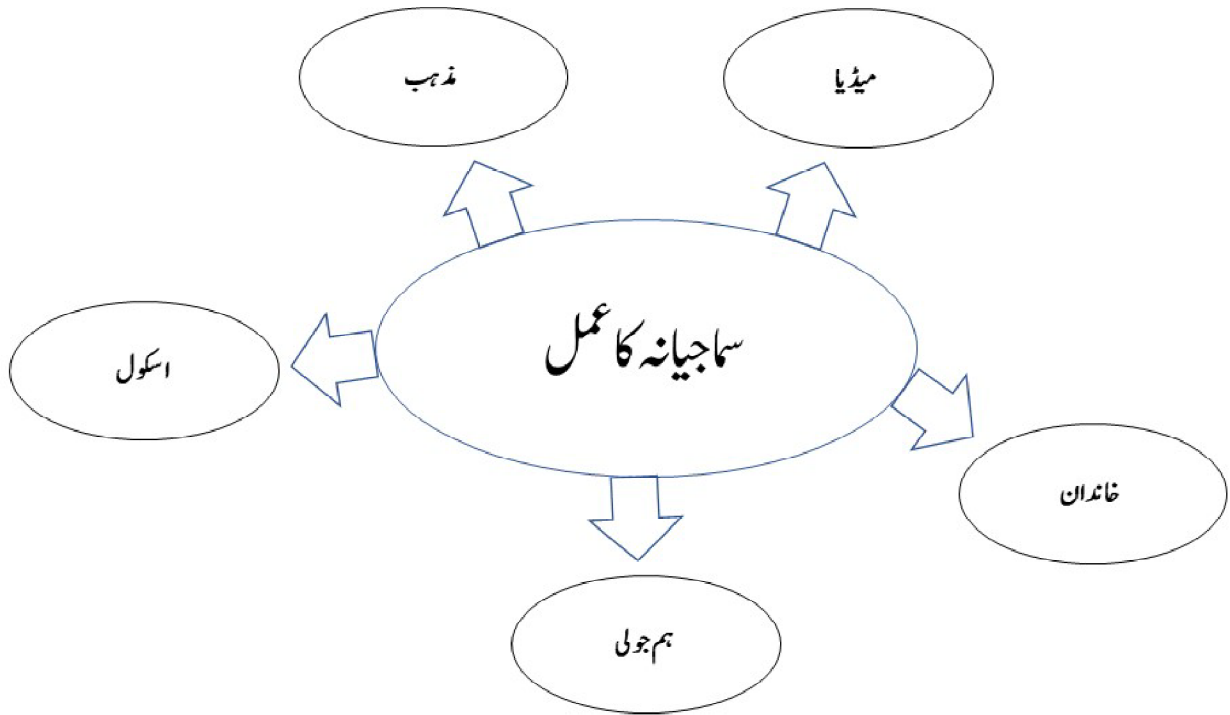 میڈیا
مذہب
سماجیانہ کا عمل
اسکول
خاندان
ہم جولی